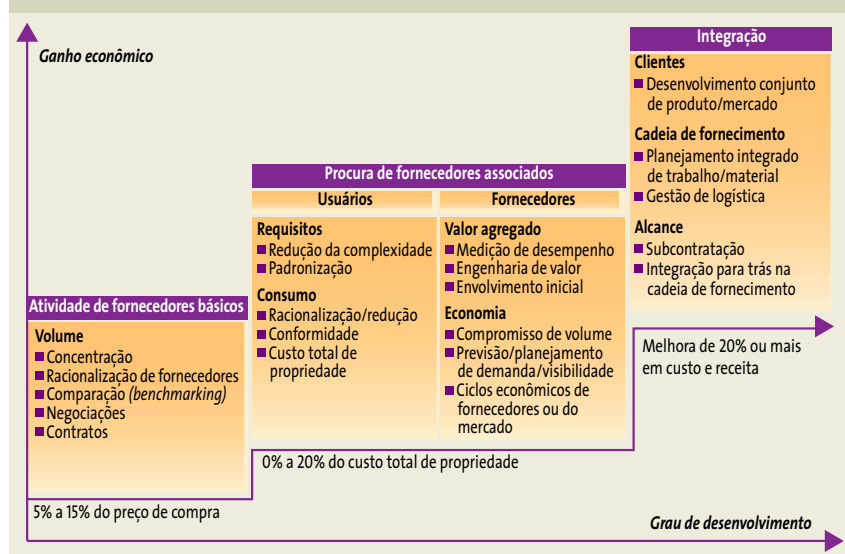 Ganho econômico
Integração
Clientes
Desenvolvimento conjunto
de produto/mercado
Cadeia de fornecimento
Planejamento integrado
de trabalho/material
Gestão de logística
Alcance
Subcontratação
Integração para trás na
cadeia de fornecimento
Melhora de 20% ou mais
em custo e receita
Procura de fornecedores associados
Usuários
Requisitos
Redução da complexidade
Padronização
Consumo
Racionalização/redução
Conformidade
Custo total de
propriedade
Fornecedores
Valor agregado
Medição de desempenho
Engenharia de valor
Envolvimento inicial
Economia
Compromisso de volume
Previsão/planejamento
de demanda/visibilidade
Ciclos econômicos de
fornecedores ou do
mercado
0% a 20% do custo total de propriedade
Atividade de fornecedores básicos
Volume
Concentração
Racionalização de fornecedores
Comparação (benchmarking)
Negociações
Contratos
5% a 15% do preço de compra
Grau de desenvolvimento